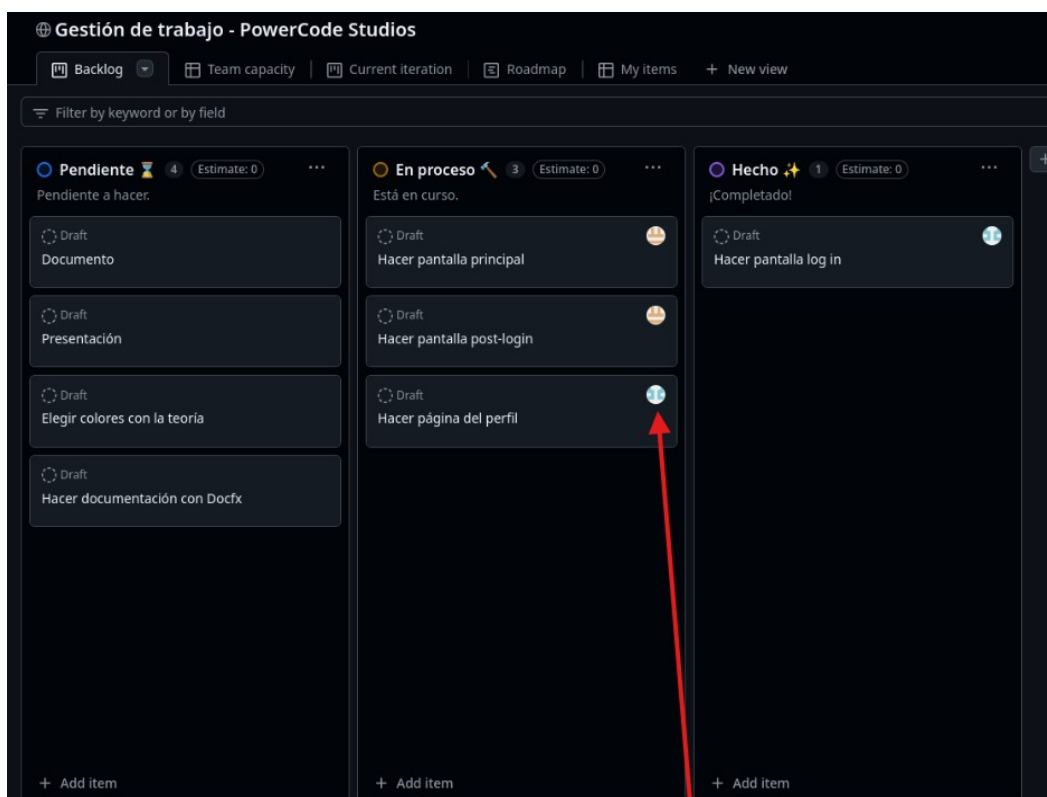 Gestión de trabajo - PowerCode Studios
Backlog
Team capacity
Current iteration
Roadmap
My items
+ New view
Filter by keyword or by field
Pendiente ⌛ 4 Estimate: 0 ...
Pendiente a hacer.
Draft
Documento
Draft
Presentación
Draft
Elegir colores con la teoría
Draft
Hacer documentación con Docfx
+ Add item
En proceso 🔨 3 Estimate: 0 ...
Está en curso.
Draft
Hacer pantalla principal
Draft
Hacer pantalla post-login
Draft
Hacer página del perfil
+ Add item
Hecho ✨ 1 Estimate: 0 ...
¡Completado!
Draft
Hacer pantalla log in
+ Add item
+